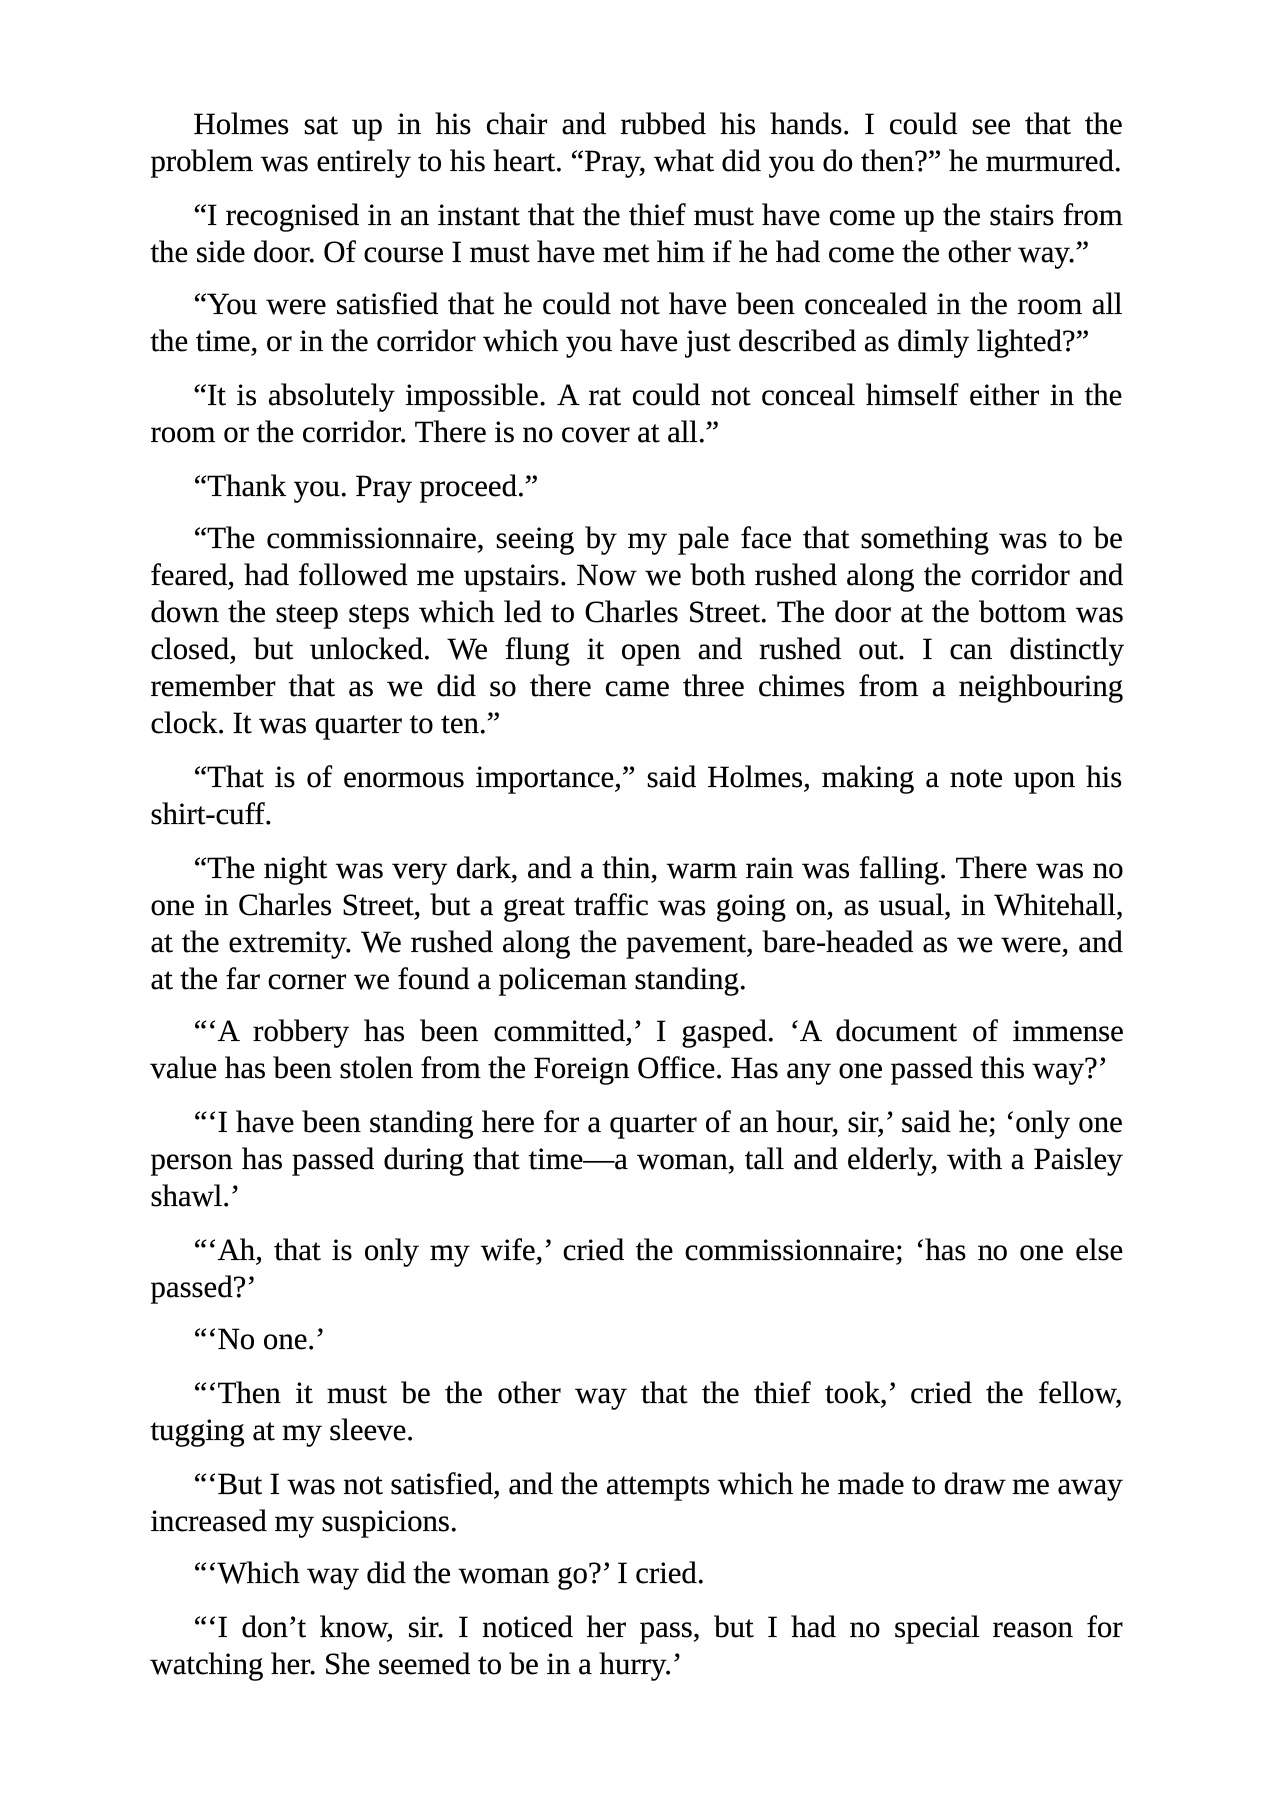 Holmes sat up in his chair and rubbed his hands. I could see that the
problem was entirely to his heart. “Pray, what did you do then?” he murmured.
“I recognised in an instant that the thief must have come up the stairs from
the side door. Of course I must have met him if he had come the other way.”
“You were satisfied that he could not have been concealed in the room all
the time, or in the corridor which you have just described as dimly lighted?”
“It is absolutely impossible. A rat could not conceal himself either in the
room or the corridor. There is no cover at all.”
“Thank you. Pray proceed.”
“The commissionnaire, seeing by my pale face that something was to be
feared, had followed me upstairs. Now we both rushed along the corridor and
down the steep steps which led to Charles Street. The door at the bottom was
closed, but unlocked. We flung it open and rushed out. I can distinctly
remember that as we did so there came three chimes from a neighbouring
clock. It was quarter to ten.”
“That is of enormous importance,” said Holmes, making a note upon his
shirt-cuff.
“The night was very dark, and a thin, warm rain was falling. There was no
one in Charles Street, but a great traffic was going on, as usual, in Whitehall,
at the extremity. We rushed along the pavement, bare-headed as we were, and
at the far corner we found a policeman standing.
“‘A robbery has been committed,’ I gasped. ‘A document of immense
value has been stolen from the Foreign Office. Has any one passed this way?’
“‘I have been standing here for a quarter of an hour, sir,’ said he; ‘only one
person has passed during that time—a woman, tall and elderly, with a Paisley
shawl.’
“‘Ah, that is only my wife,’ cried the commissionnaire; ‘has no one else
passed?’
“‘No one.’
“‘Then it must be the other way that the thief took,’ cried the fellow,
tugging at my sleeve.
“‘But I was not satisfied, and the attempts which he made to draw me away
increased my suspicions.
“‘Which way did the woman go?’ I cried.
“‘I don’t know, sir. I noticed her pass, but I had no special reason for
watching her. She seemed to be in a hurry.’